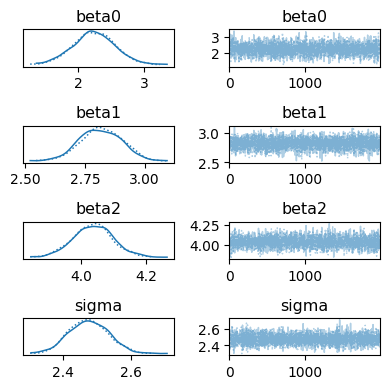 beta0 beta0
3
2
2 3 0 1000
beta1 beta1
3.0
2.5
2.50 2.75 3.00 0 1000
beta2 beta2
4.25
4.00
4.0 4.2 0 1000
sigma sigma
2.6
2.4
2.4 2.6 0 1000